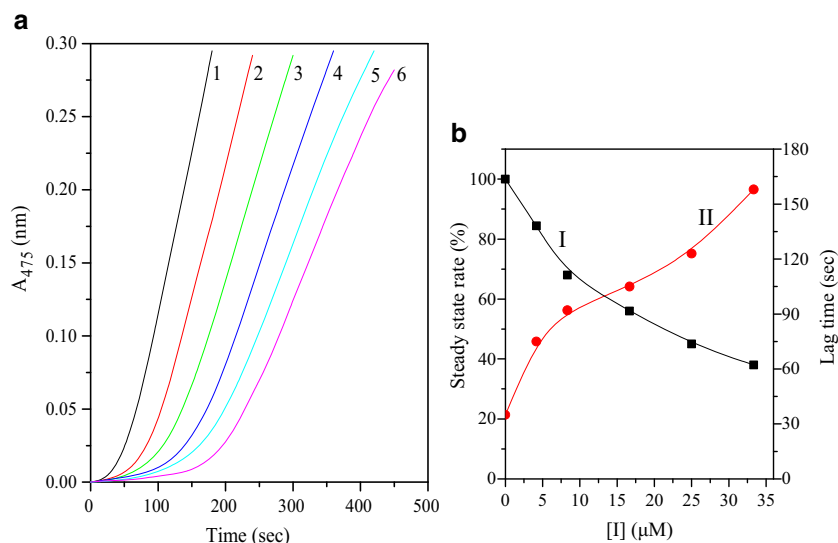 a
0.30
0.25
0.20
0.15
0.10
0.05
0.00
A475 (nm)
1 2 3 4 5 6
0 100 200 300 400 500
Time (sec)
b
100
80
60
40
20
0
Steady state rate (%)
I
II
180
150
120
90
60
30
0
Lag time (sec)
0 5 10 15 20 25 30 35
[I] (μM)